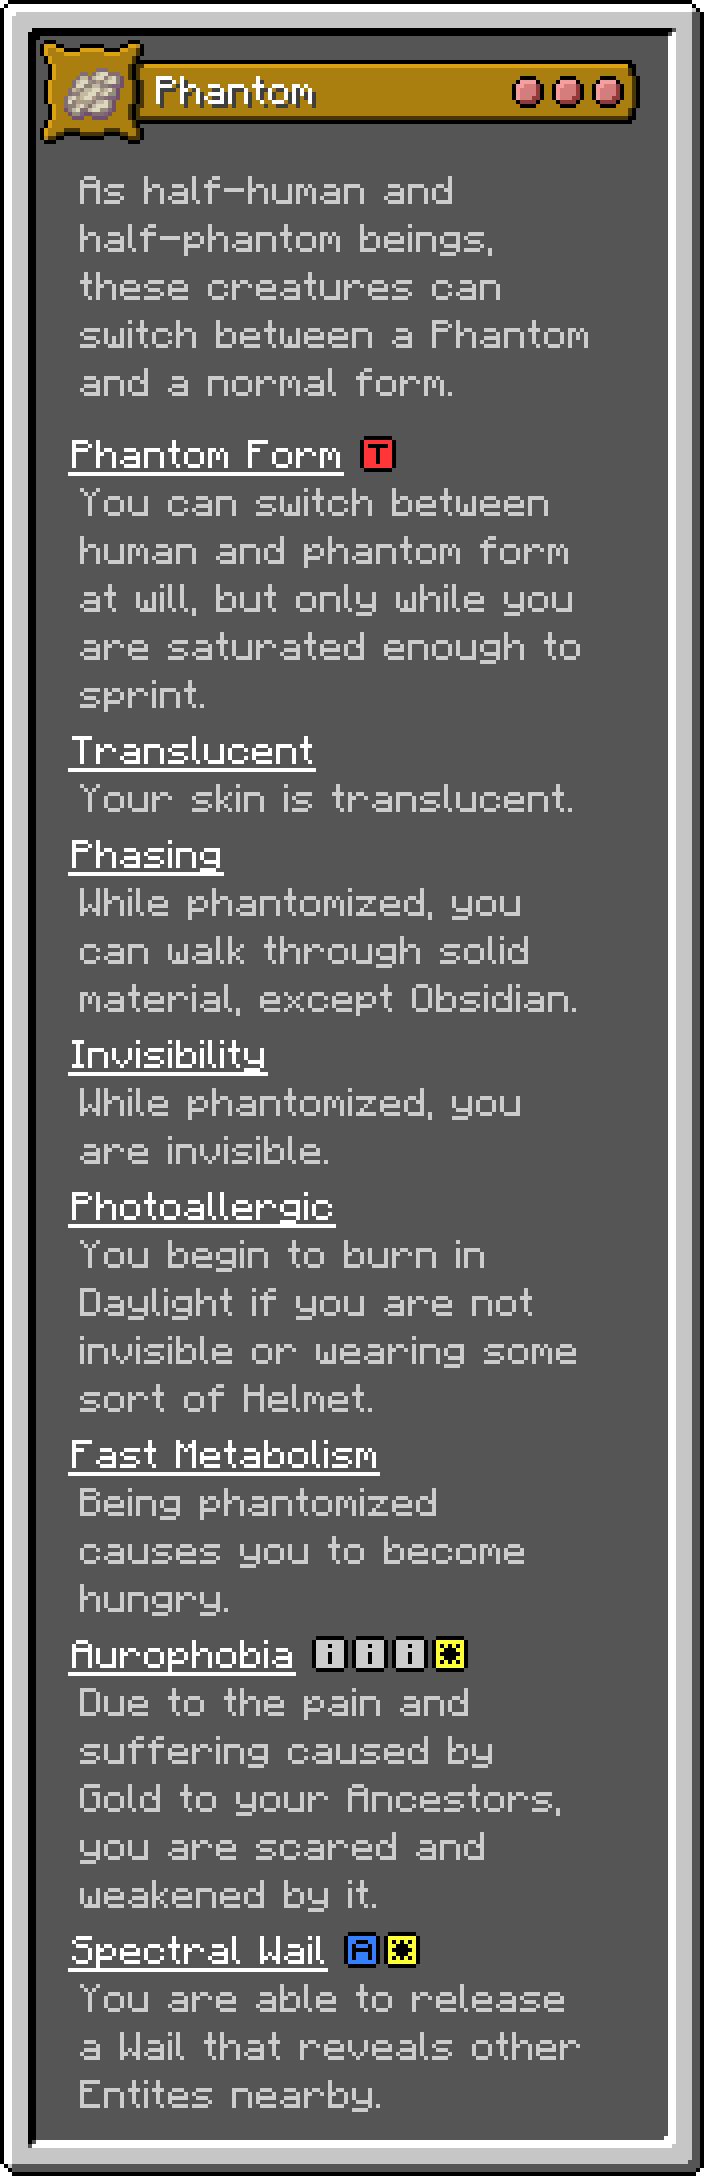 Phantom
As half-human and
half-phantom beings,
these creatures can
switch between a Phantom
and a normal form.
Phantom Form T
You can switch between
human and phantom form
at will, but only while you
are saturated enough to
sprint.
Translucent
Your skin is translucent.
Phasing
While phantomized, you
can walk through solid
material, except Obsidian.
Invisibility
While phantomized, you
are invisible.
Photoallergic
You begin to burn in
Daylight if you are not
invisible or wearing some
sort of Helmet.
Fast Metabolism
Being phantomized
causes you to become
hungry.
Aurophobia i i i
Due to the pain and
suffering caused by
Gold to your Ancestors,
you are scared and
weakened by it.
Spectral Wail A
You are able to release
a Wail that reveals other
Entites nearby.